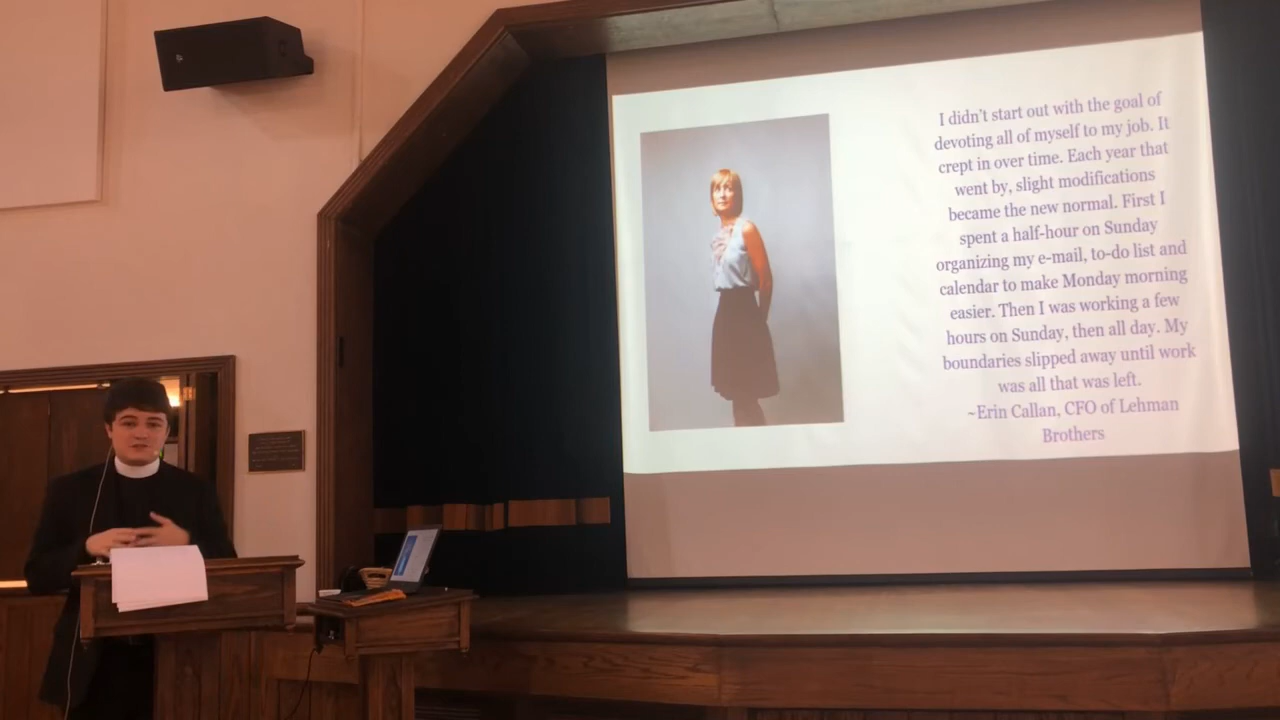 I didn't start out with the goal of
devoting all of myself to my job. It
crept in over time. Each year that
went by, slight modifications
became the new normal. First I
spent a half-hour on Sunday
organizing my e-mail, to-do list and
calendar to make Monday morning
easier. Then I was working a few
hours on Sunday, then all day. My
boundaries slipped away until work
was all that was left.
~Erin Callan, CFO of Lehman
Brothers